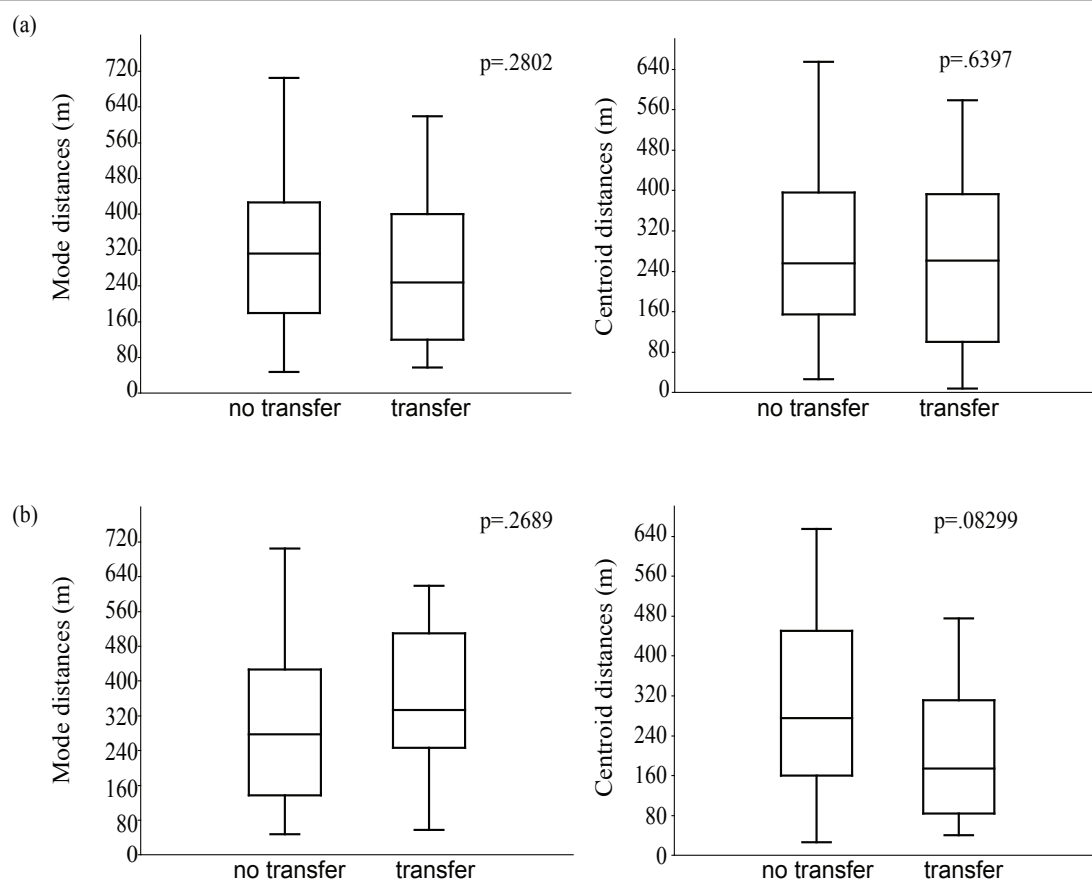 (a)
p=.2802
Mode distances (m)
720
640
560
480
400
320
240
160
80
0
no transfer
transfer
p=.6397
Centroid distances (m)
640
560
480
400
320
240
160
80
0
no transfer
transfer
(b)
p=.2689
Mode distances (m)
720
640
560
480
400
320
240
160
80
0
no transfer
transfer
p=.08299
Centroid distances (m)
640
560
480
400
320
240
160
80
0
no transfer
transfer